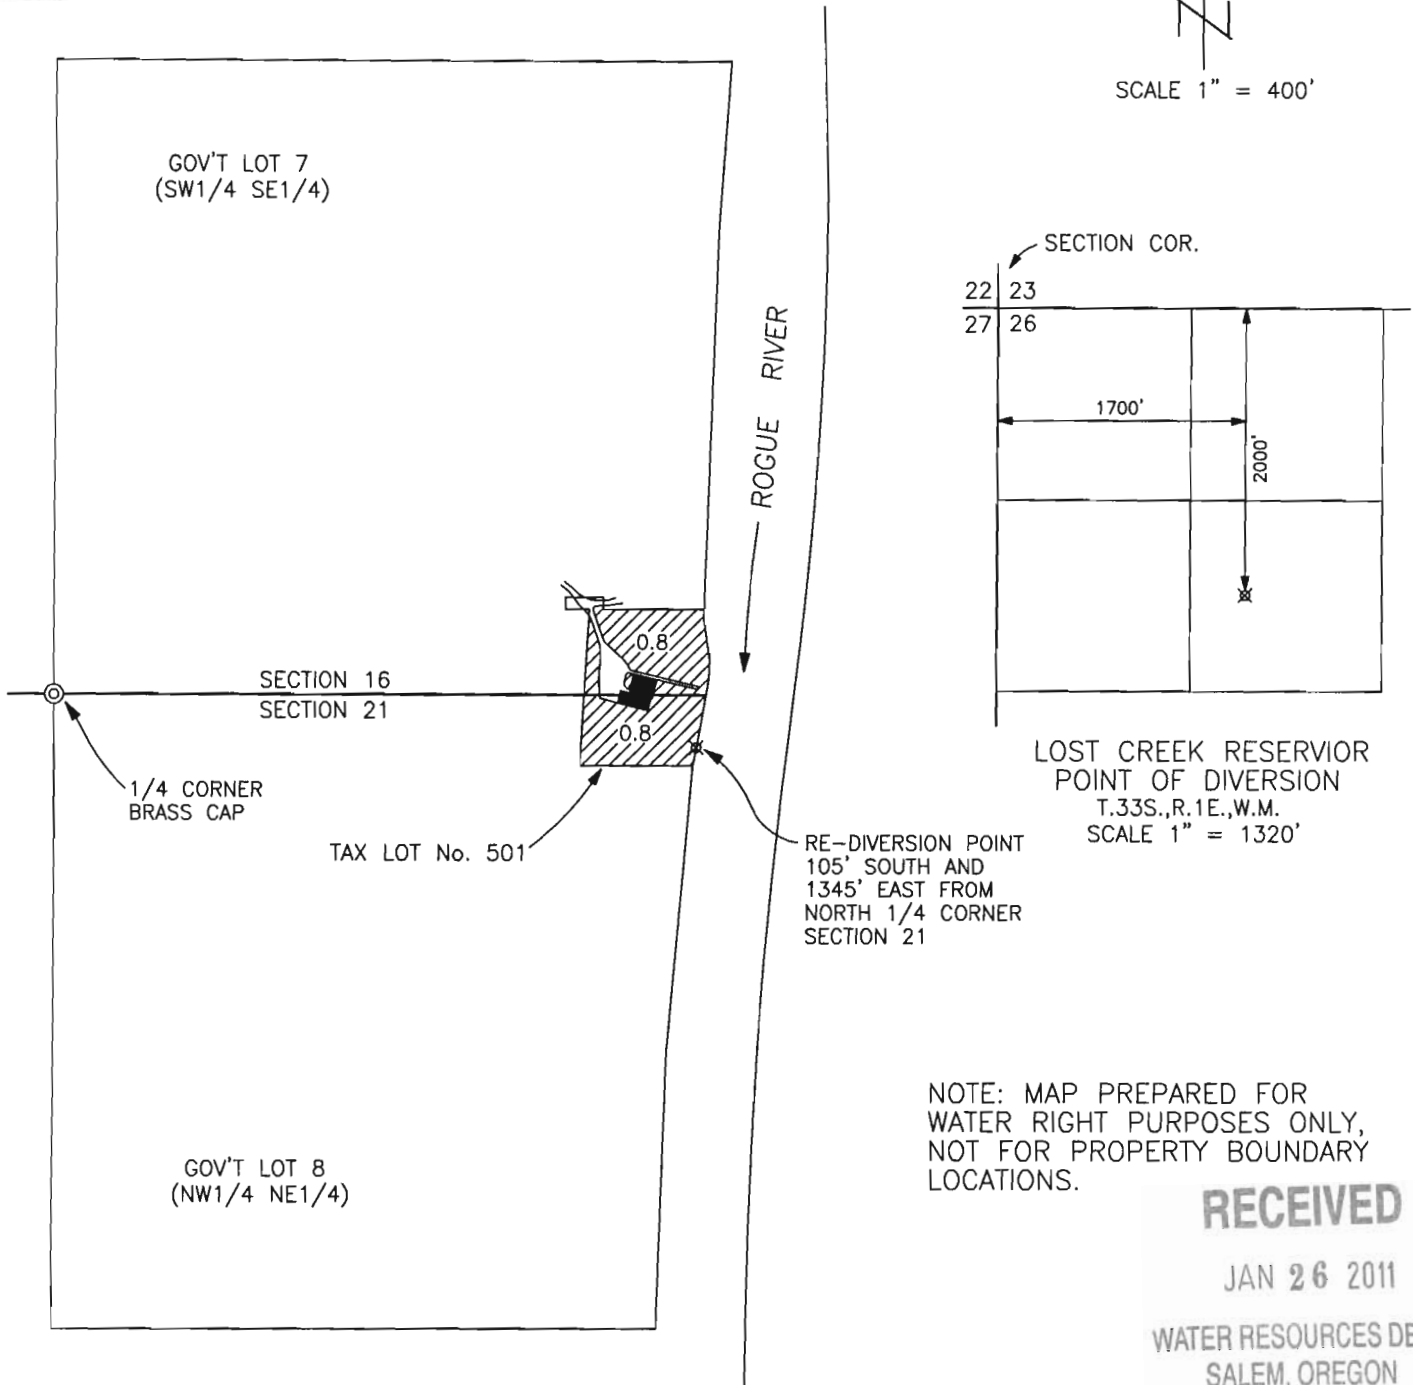 SCALE 1" = 400'
GOV'T LOT 7
(SW1/4 SE1/4)
SECTION COR.
22 23
27 26
1700'
2000'
ROGUE RIVER
0.8
SECTION 16
SECTION 21
0.8
1/4 CORNER
BRASS CAP
TAX LOT No. 501
LOST CREEK RESERVIOR
POINT OF DIVERSION
T.33S.,R.1E.,W.M.
SCALE 1" = 1320'
RE-DIVERSION POINT
105' SOUTH AND
1345' EAST FROM
NORTH 1/4 CORNER
SECTION 21
GOV'T LOT 8
(NW1/4 NE1/4)
NOTE: MAP PREPARED FOR
WATER RIGHT PURPOSES ONLY,
NOT FOR PROPERTY BOUNDARY
LOCATIONS.
RECEIVED
JAN 26 2011
WATER RESOURCES DE
SALEM, OREGON